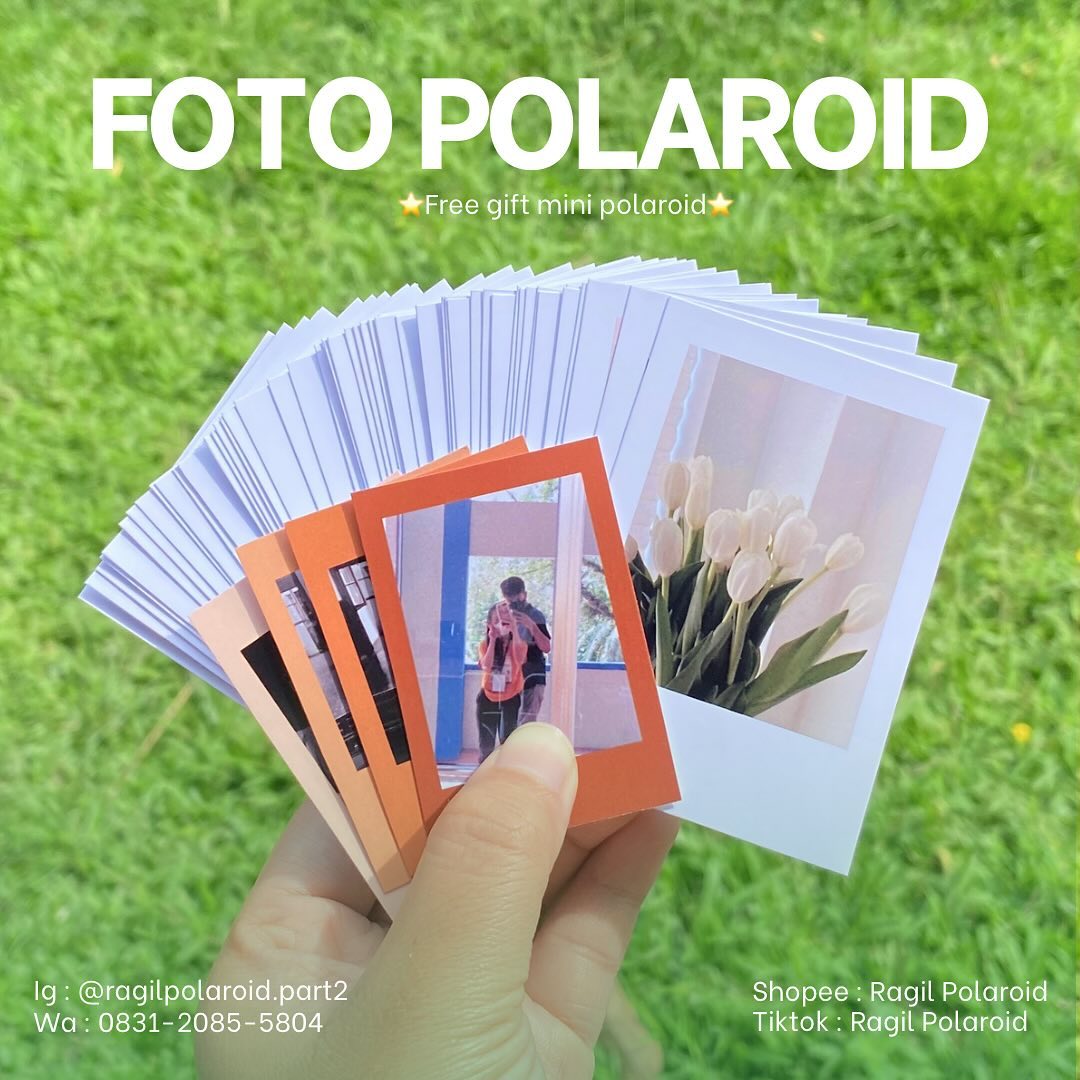 FOTO POLAROID
⭐Free gift mini polaroid⭐
Ig : @ragilpolaroid.part2
Wa : 0831-2085-5804
Shopee : Ragil Polaroid
Tiktok : Ragil Polaroid